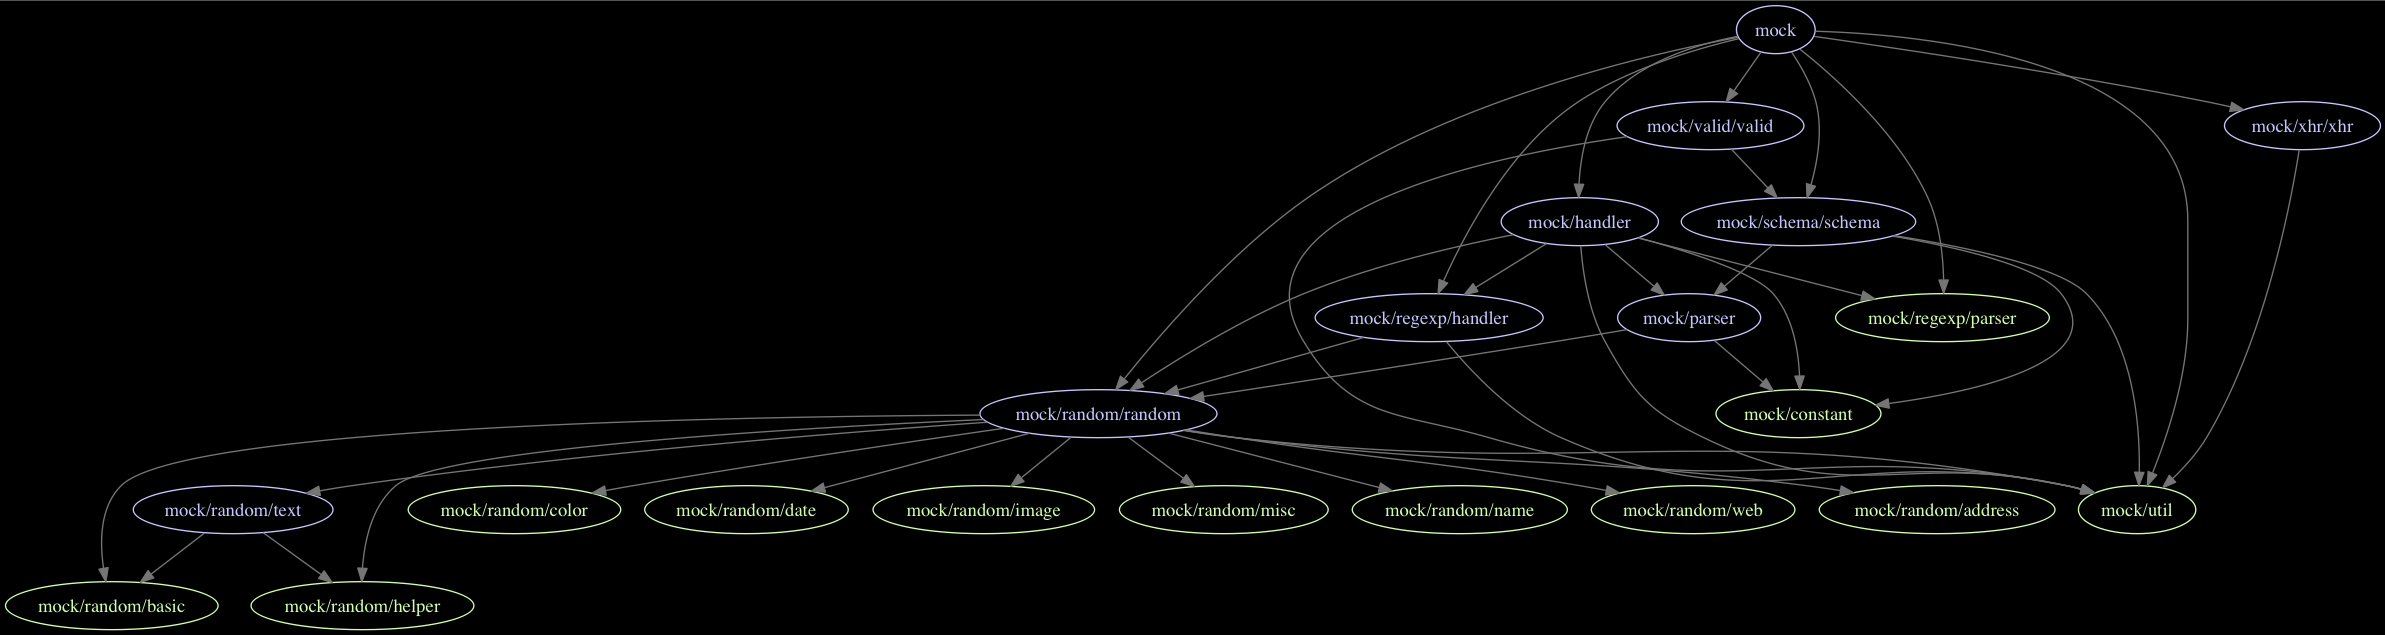 mock
mock/valid/valid
mock/xhr/xhr
mock/handler
mock/schema/schema
mock/regexp/handler
mock/parser
mock/regexp/parser
mock/random/random
mock/constant
mock/random/text
mock/random/color
mock/random/date
mock/random/image
mock/random/misc
mock/random/name
mock/random/web
mock/random/address
mock/util
mock/random/basic
mock/random/helper